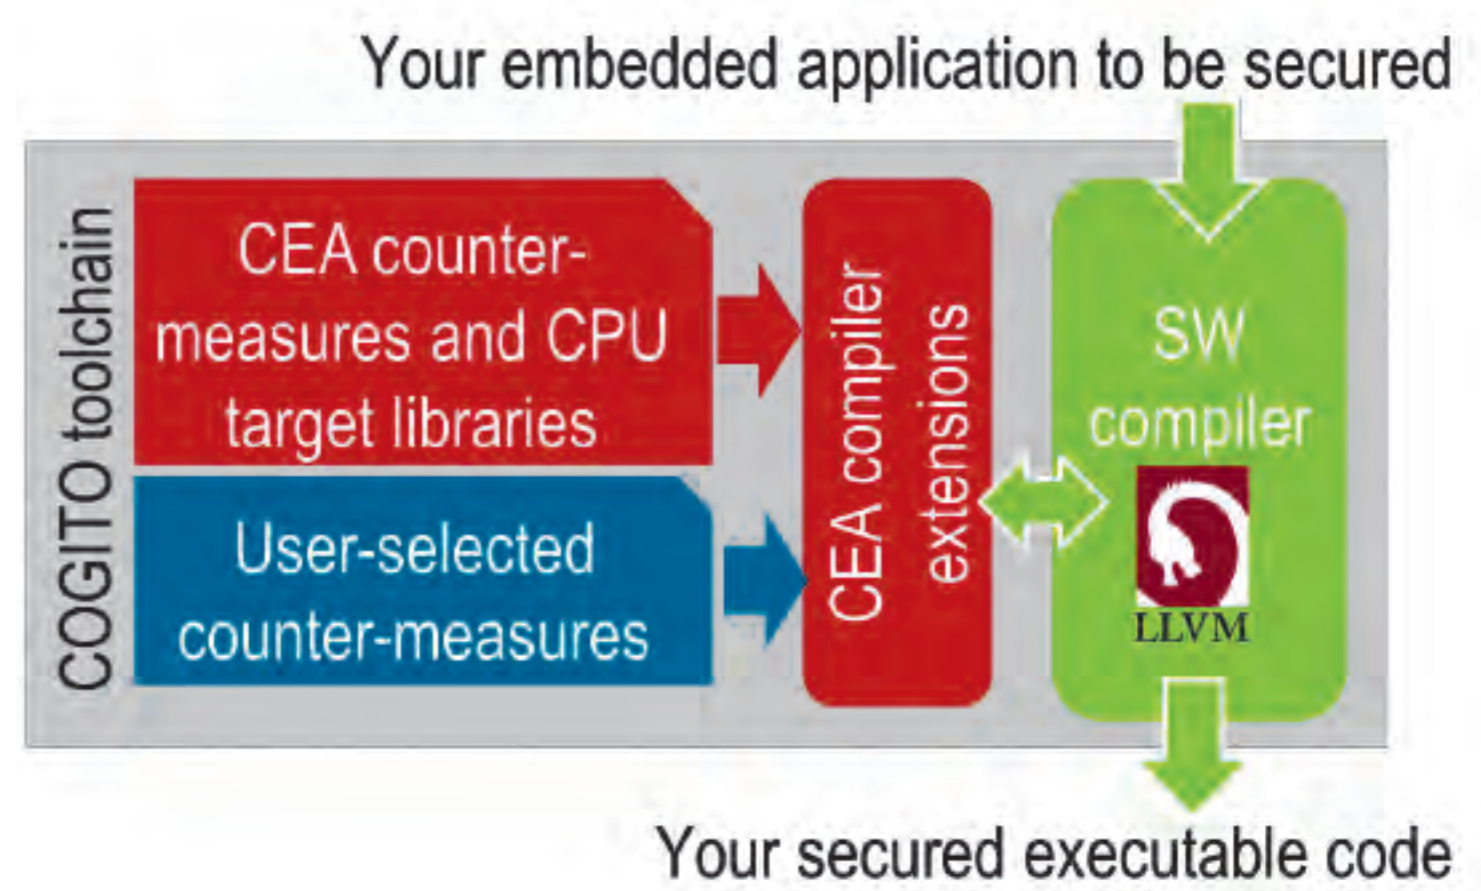 Your embedded application to be secured
COGITO toolchain
CEA counter-
measures and CPU
target libraries
User-selected
counter-measures
CEA compiler
extensions
SW
compiler
LLVM
Your secured executable code